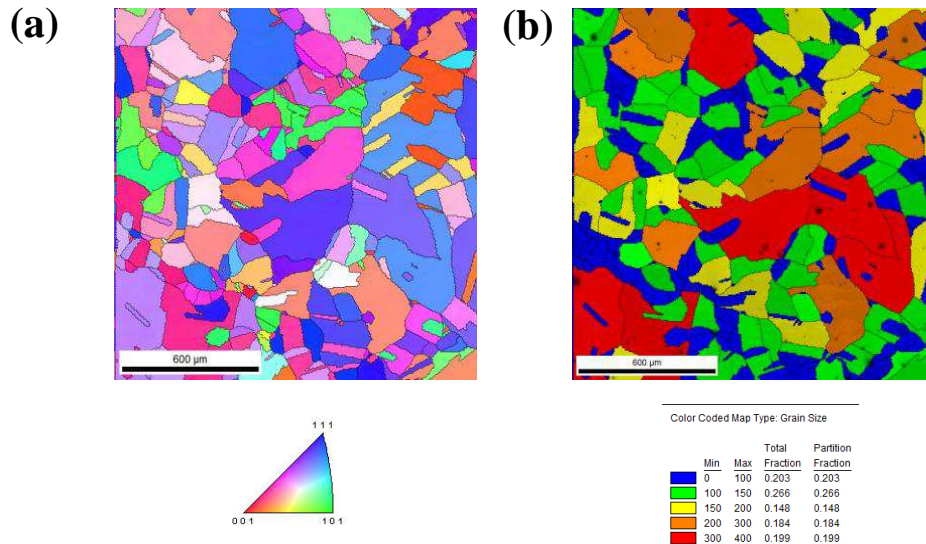 (a)
(b)
600 µm
600 µm
1 1 1
0 0 1
1 0 1
Color Coded Map Type: Grain Size
Total Partition
Min Max Fraction Fraction
0 100 0.203 0.203
100 150 0.266 0.266
150 200 0.148 0.148
200 300 0.184 0.184
300 400 0.199 0.199